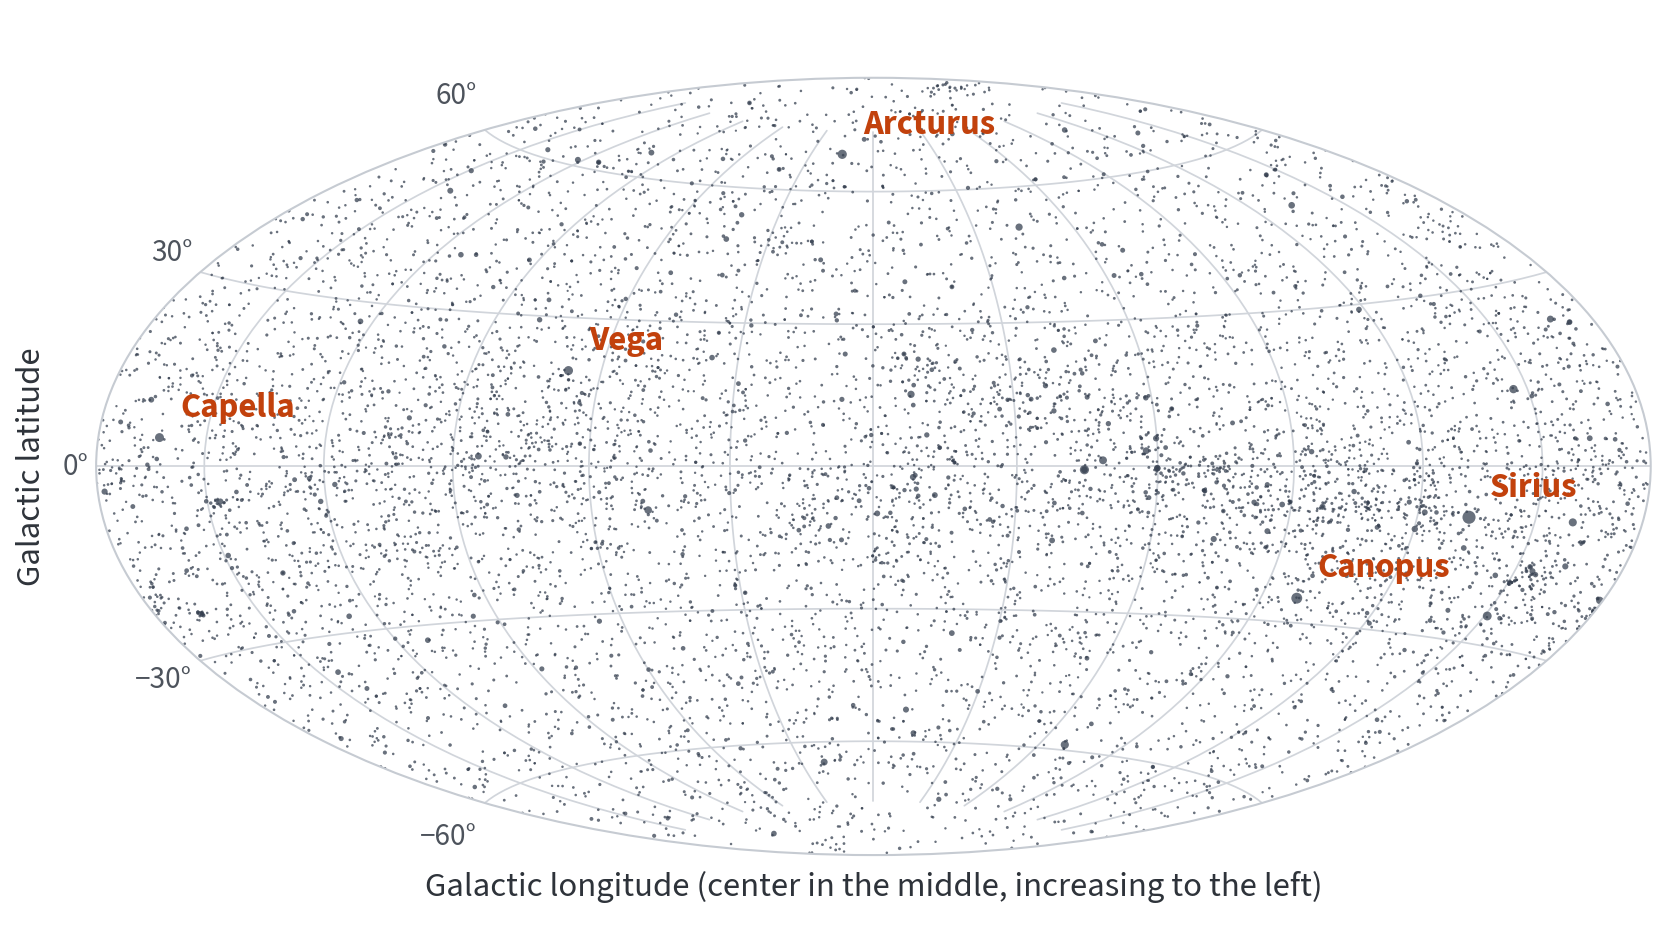 60°
Arcturus
30°
Vega
Capella
0°
Sirius
Canopus
−30°
−60°
Galactic latitude
Galactic longitude (center in the middle, increasing to the left)